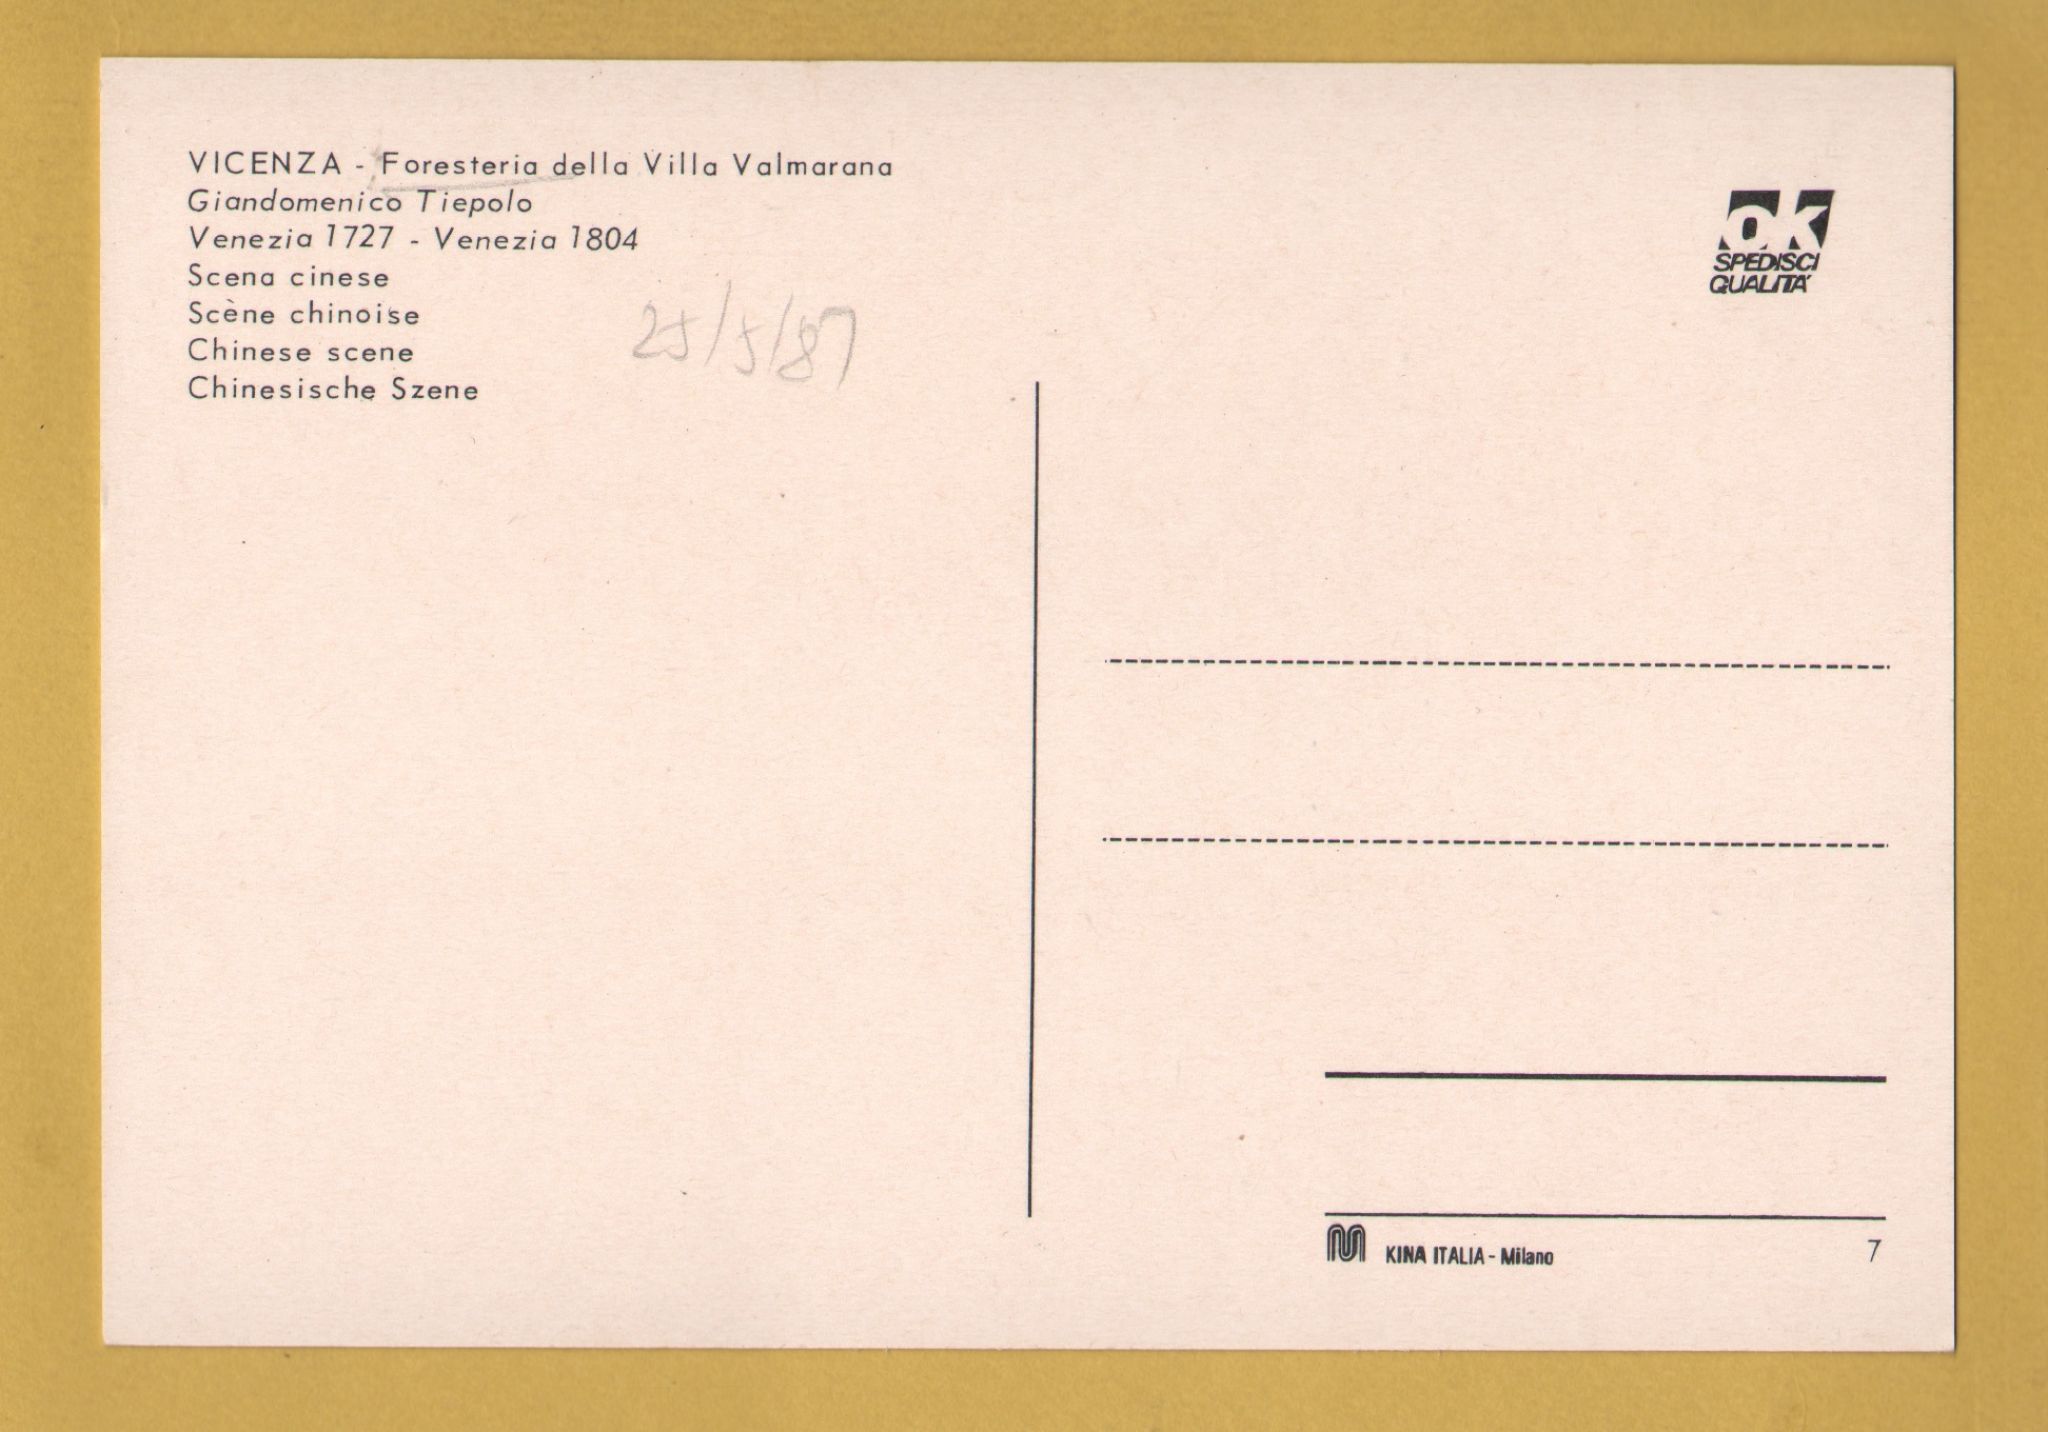 VICENZA - Foresteria della Villa Valmarana
Giandomenico Tiepolo
Venezia 1727 - Venezia 1804
Scena cinese
Scène chinoise
Chinese scene
Chinesische Szene
25/5/87
OK
SPEDISCI
QUALITÀ
KINA ITALIA - Milano
7